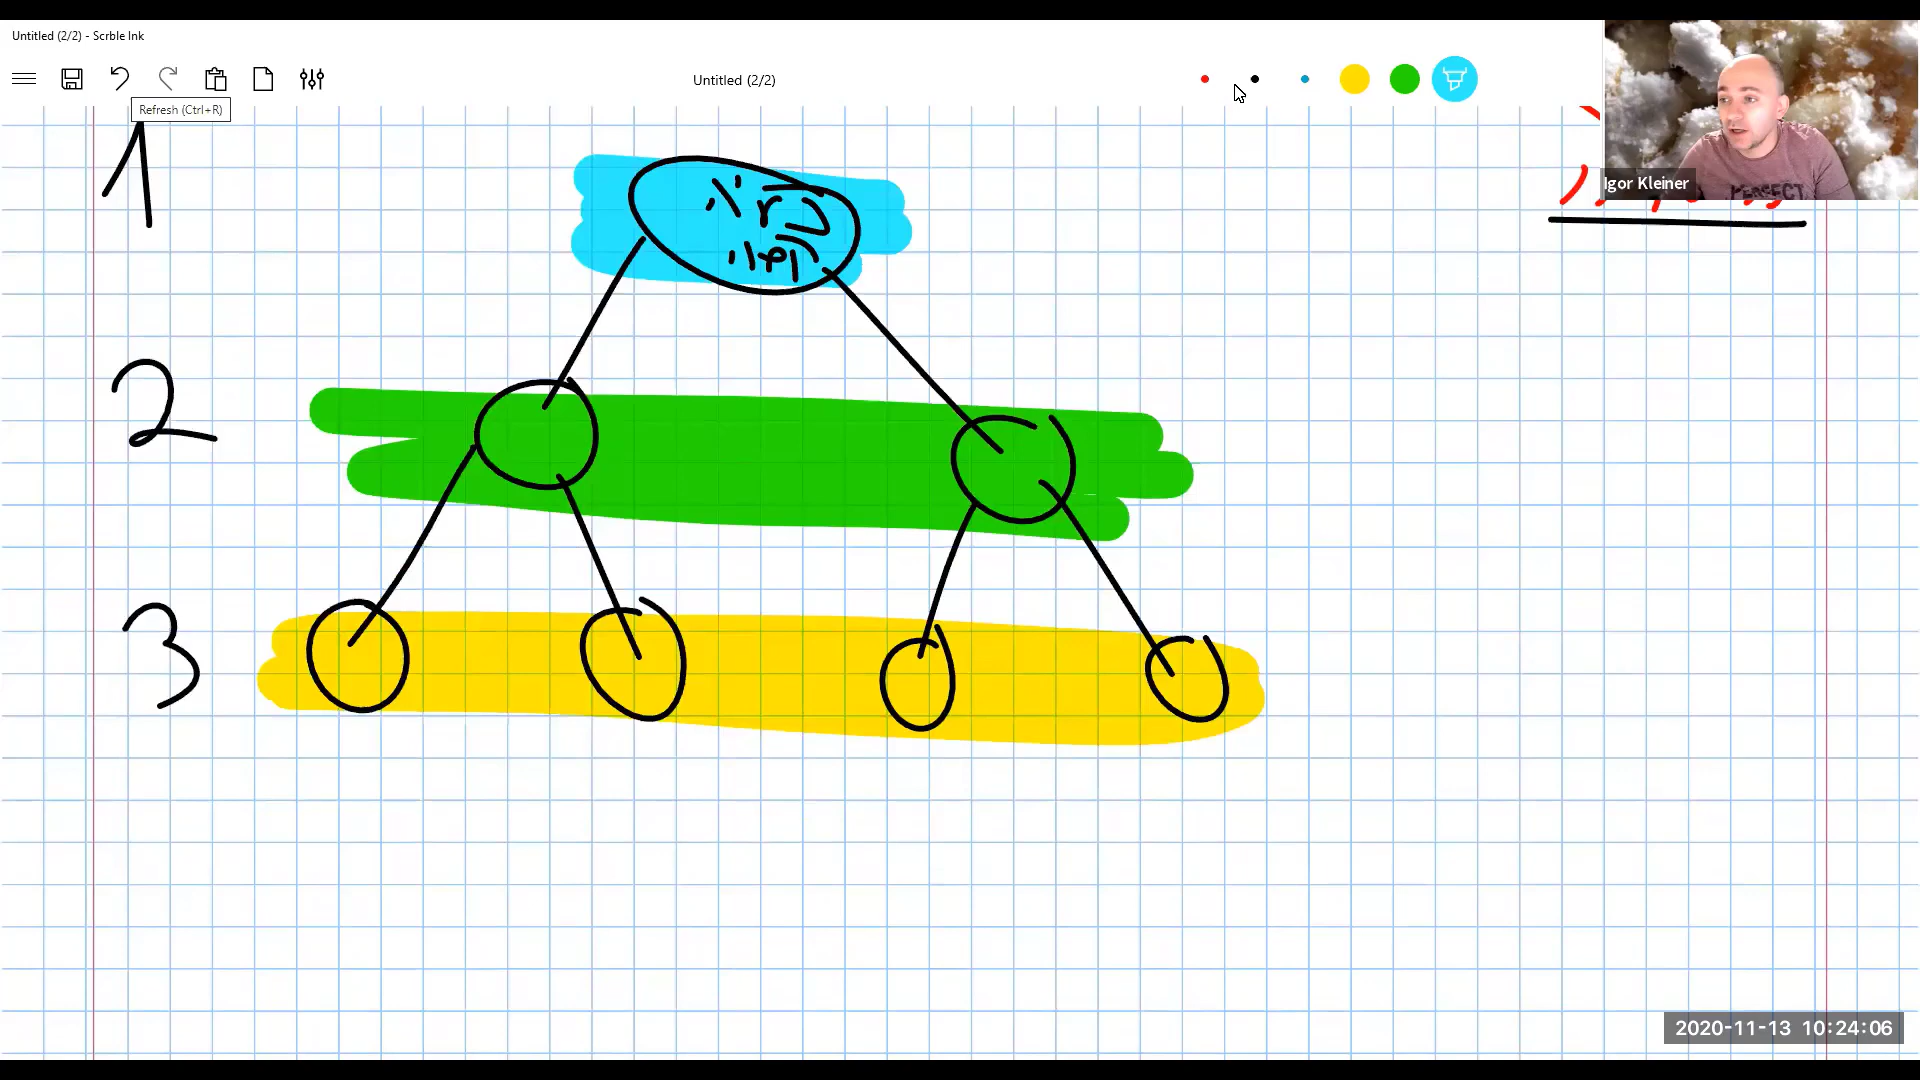 Untitled (2/2) - Scrble Ink
Untitled (2/2)
Refresh (Ctrl+R)
Igor Kleiner
PERFECT
1
2
3
2020-11-13 10:24:06